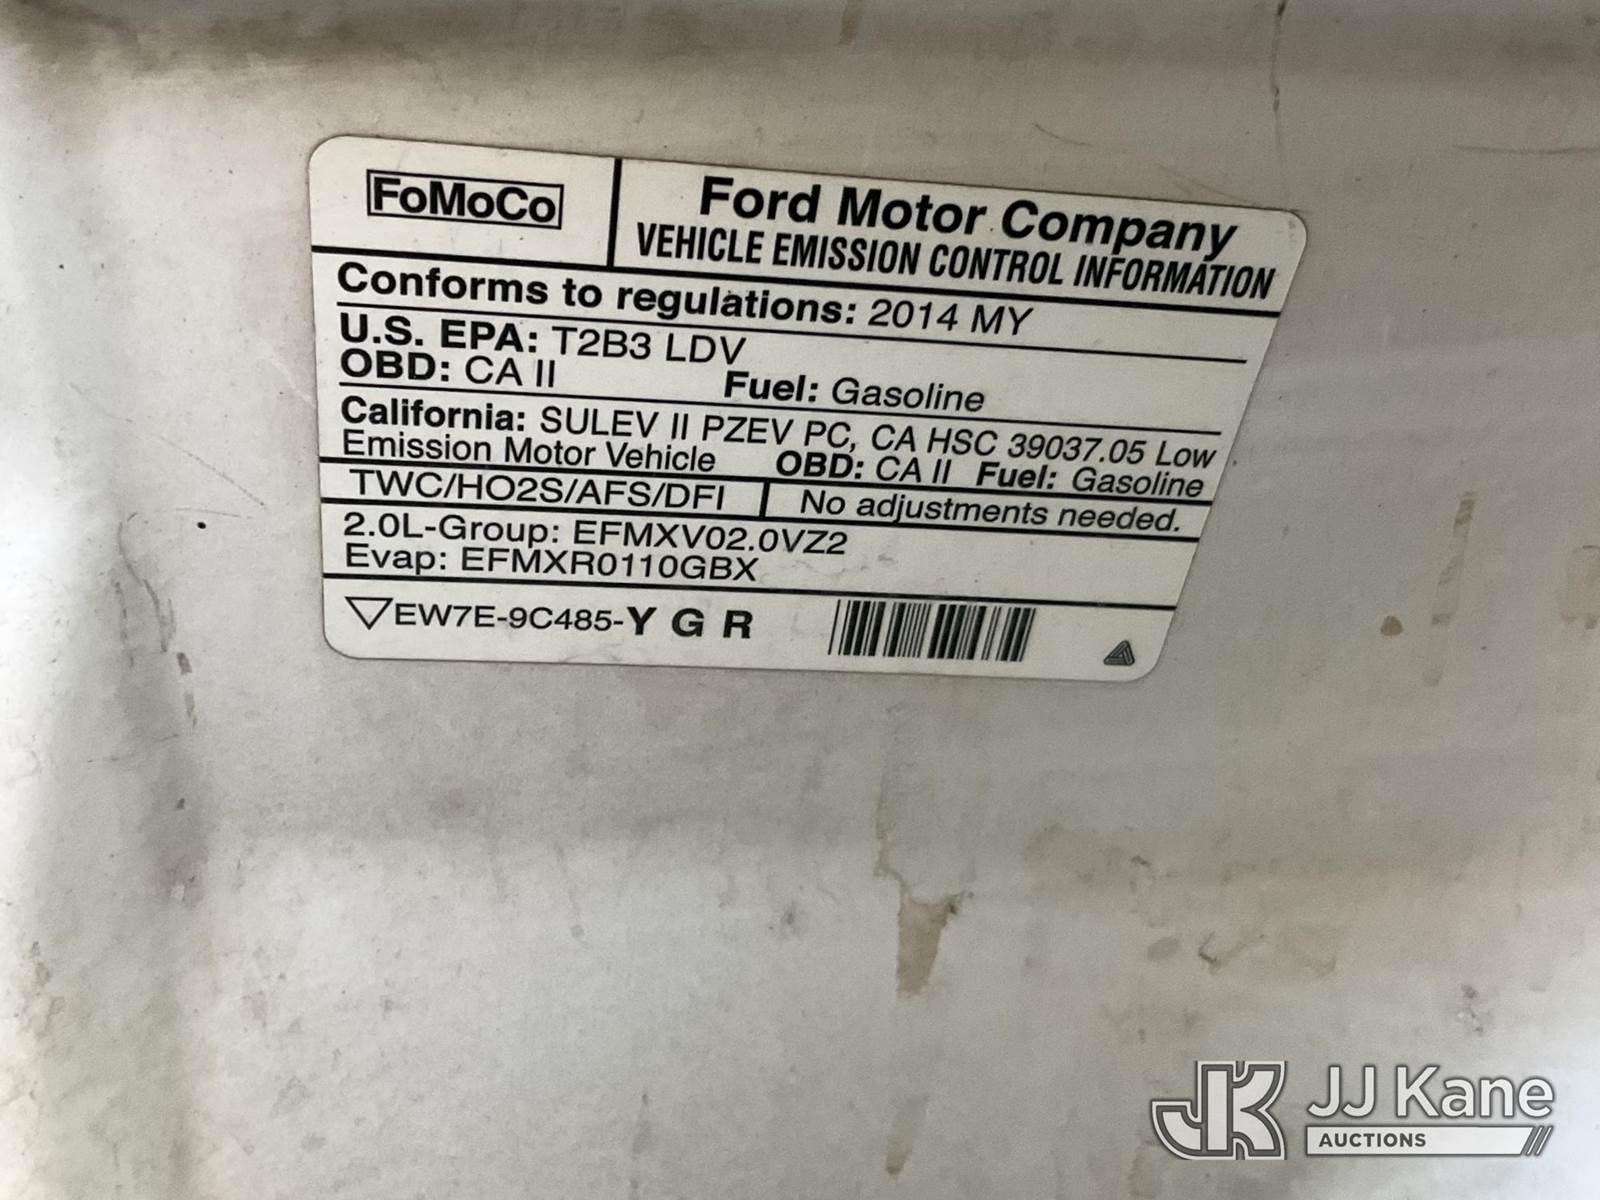 FoMoCo
Ford Motor Company
VEHICLE EMISSION CONTROL INFORMATION
Conforms to regulations: 2014 MY
U.S. EPA: T2B3 LDV
OBD: CA II Fuel: Gasoline
California: SULEV II PZEV PC, CA HSC 39037.05 Low
Emission Motor Vehicle OBD: CA II Fuel: Gasoline
TWC/HO2S/AFS/DFI No adjustments needed.
2.0L-Group: EFMXV02.0VZ2
Evap: EFMXR0110GBX
EW7E-9C485-Y G R
JK JJ Kane
AUCTIONS